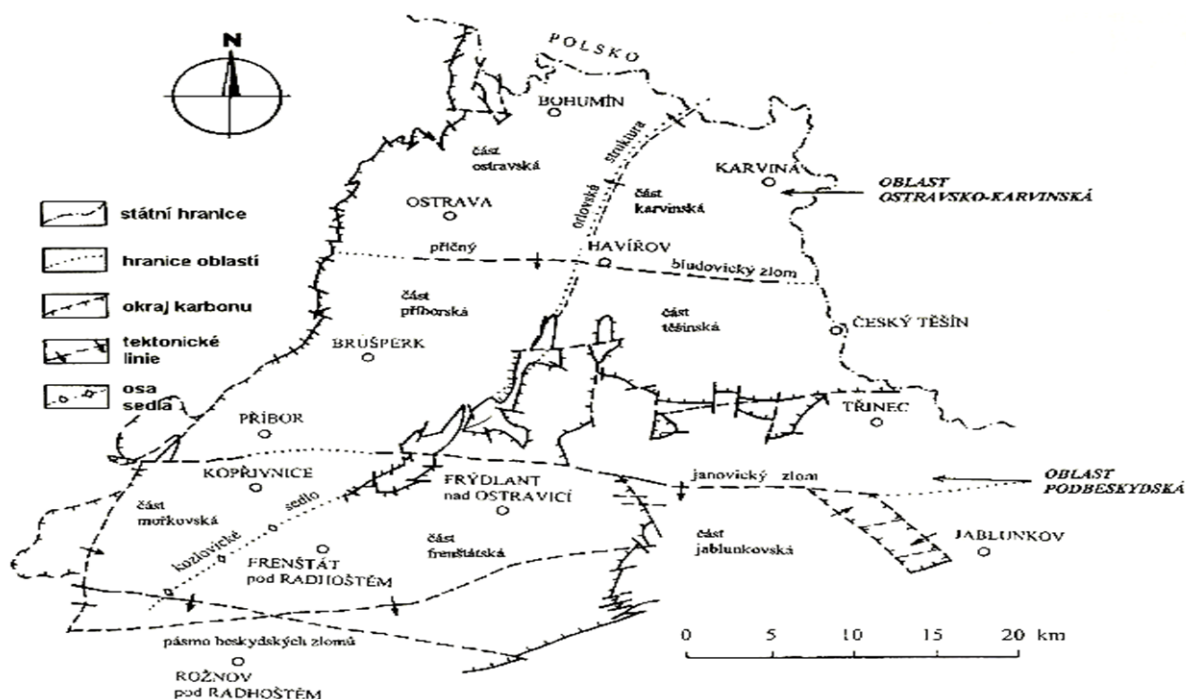 POLSKO
N
BOHUMÍN
část
ostravská
orlovská
struktura
KARVINÁ
OBLAST
OSTRAVSKO-KARVINSKÁ
část
karvinská
OSTRAVA
státní hranice
hranice oblastí
okraj karbonu
tektonické
linie
osa
sedla
příčný
HAVÍŘOV
bludovický zlom
část
příborská
část
těšínská
ČESKÝ TĚŠÍN
BRUŠPERK
TŘINEC
PŘÍBOR
KOPŘIVNICE
FRÝDLANT
nad OSTRAVICÍ
janovický zlom
OBLAST
PODBESKYDSKÁ
část
mořkovská
kozlovické
sedlo
část
frenštátská
část
jablunkovská
JABLUNKOV
FRENŠTÁT
pod RADHOŠTĚM
pásmo beskydských zlomů
ROŽNOV
pod RADHOŠTĚM
0 5 10 15 20 km